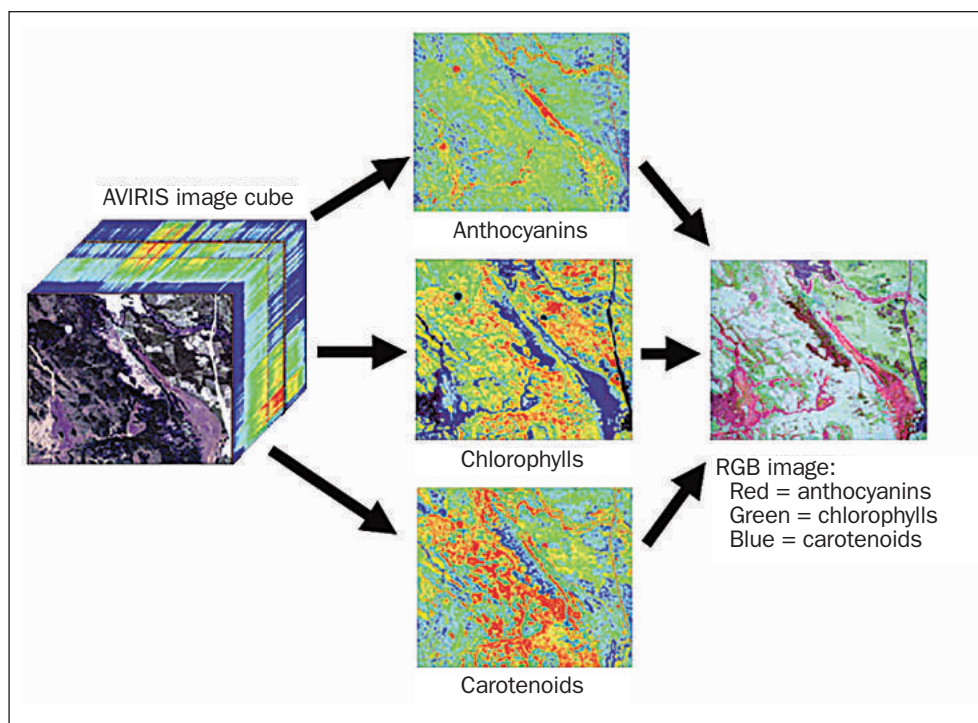 AVIRIS image cube
Anthocyanins
Chlorophylls
Carotenoids
RGB image:
Red = anthocyanins
Green = chlorophylls
Blue = carotenoids